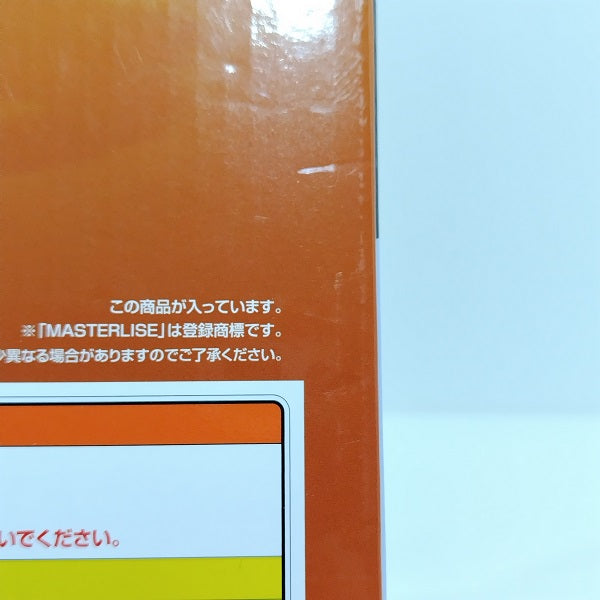 この商品が入っています。
※「MASTERLISE」は登録商標です。
異なる場合がありますのでご了承ください。
いでください。